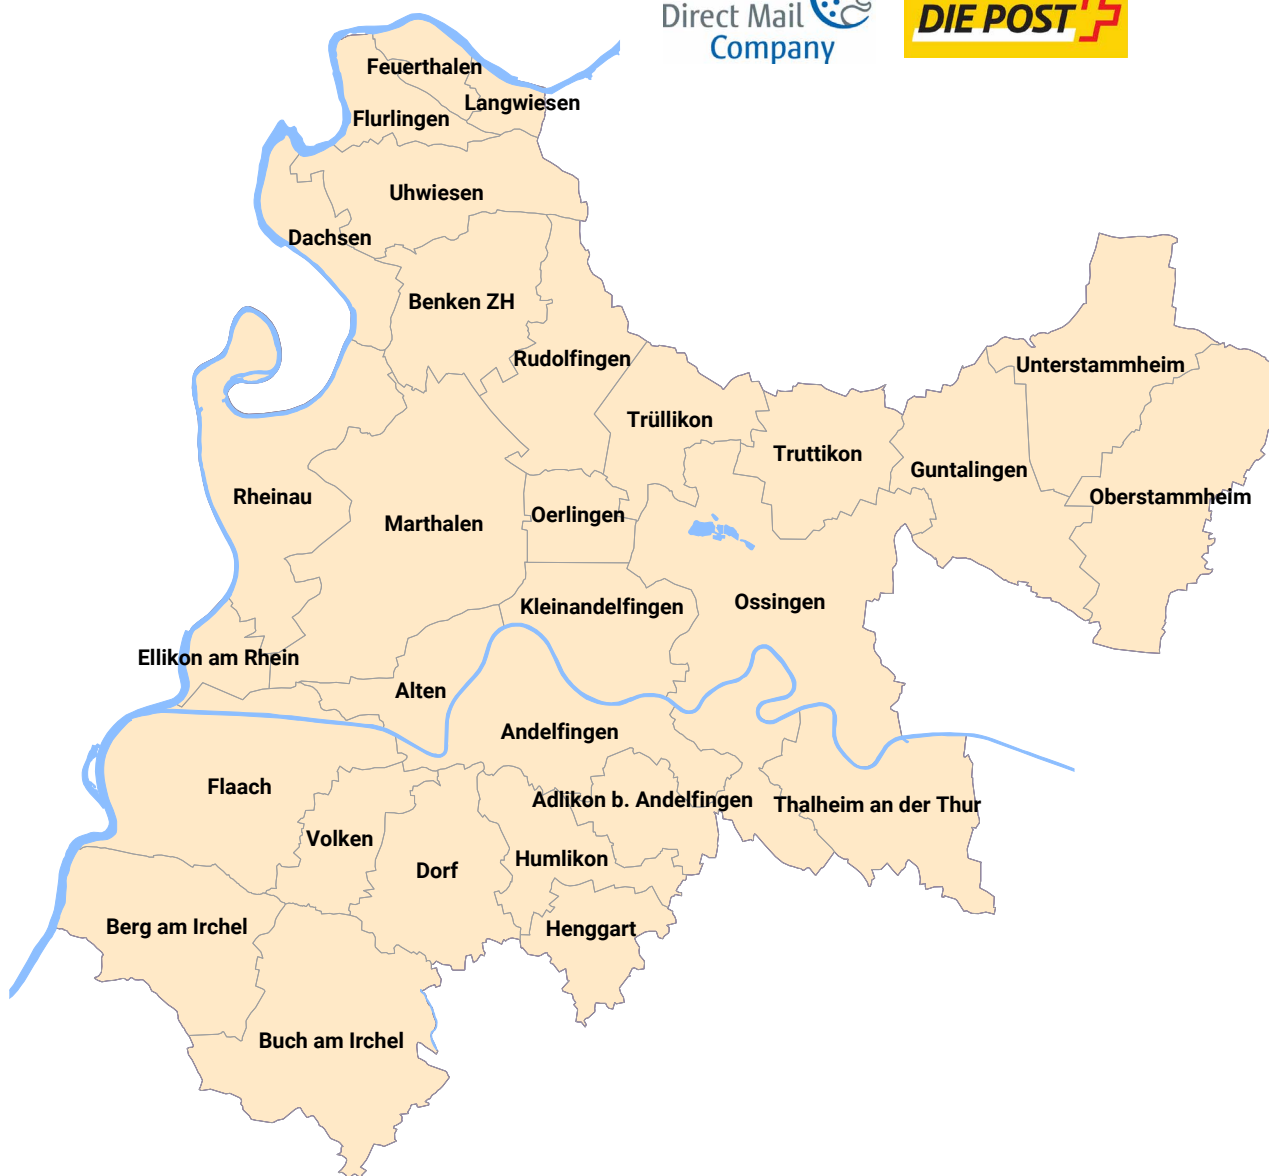 Direct Mail
Company
DIE POST
Feuerthalen
Langwiesen
Flurlingen
Uhwiesen
Dachsen
Benken ZH
Rudolfingen
Unterstammheim
Trüllikon
Truttikon
Guntalingen
Rheinau
Oberstammheim
Marthalen
Oerlingen
Kleinandelfingen
Ossingen
Ellikon am Rhein
Alten
Andelfingen
Flaach
Adlikon b. Andelfingen
Thalheim an der Thur
Volken
Humlikon
Dorf
Berg am Irchel
Henggart
Buch am Irchel